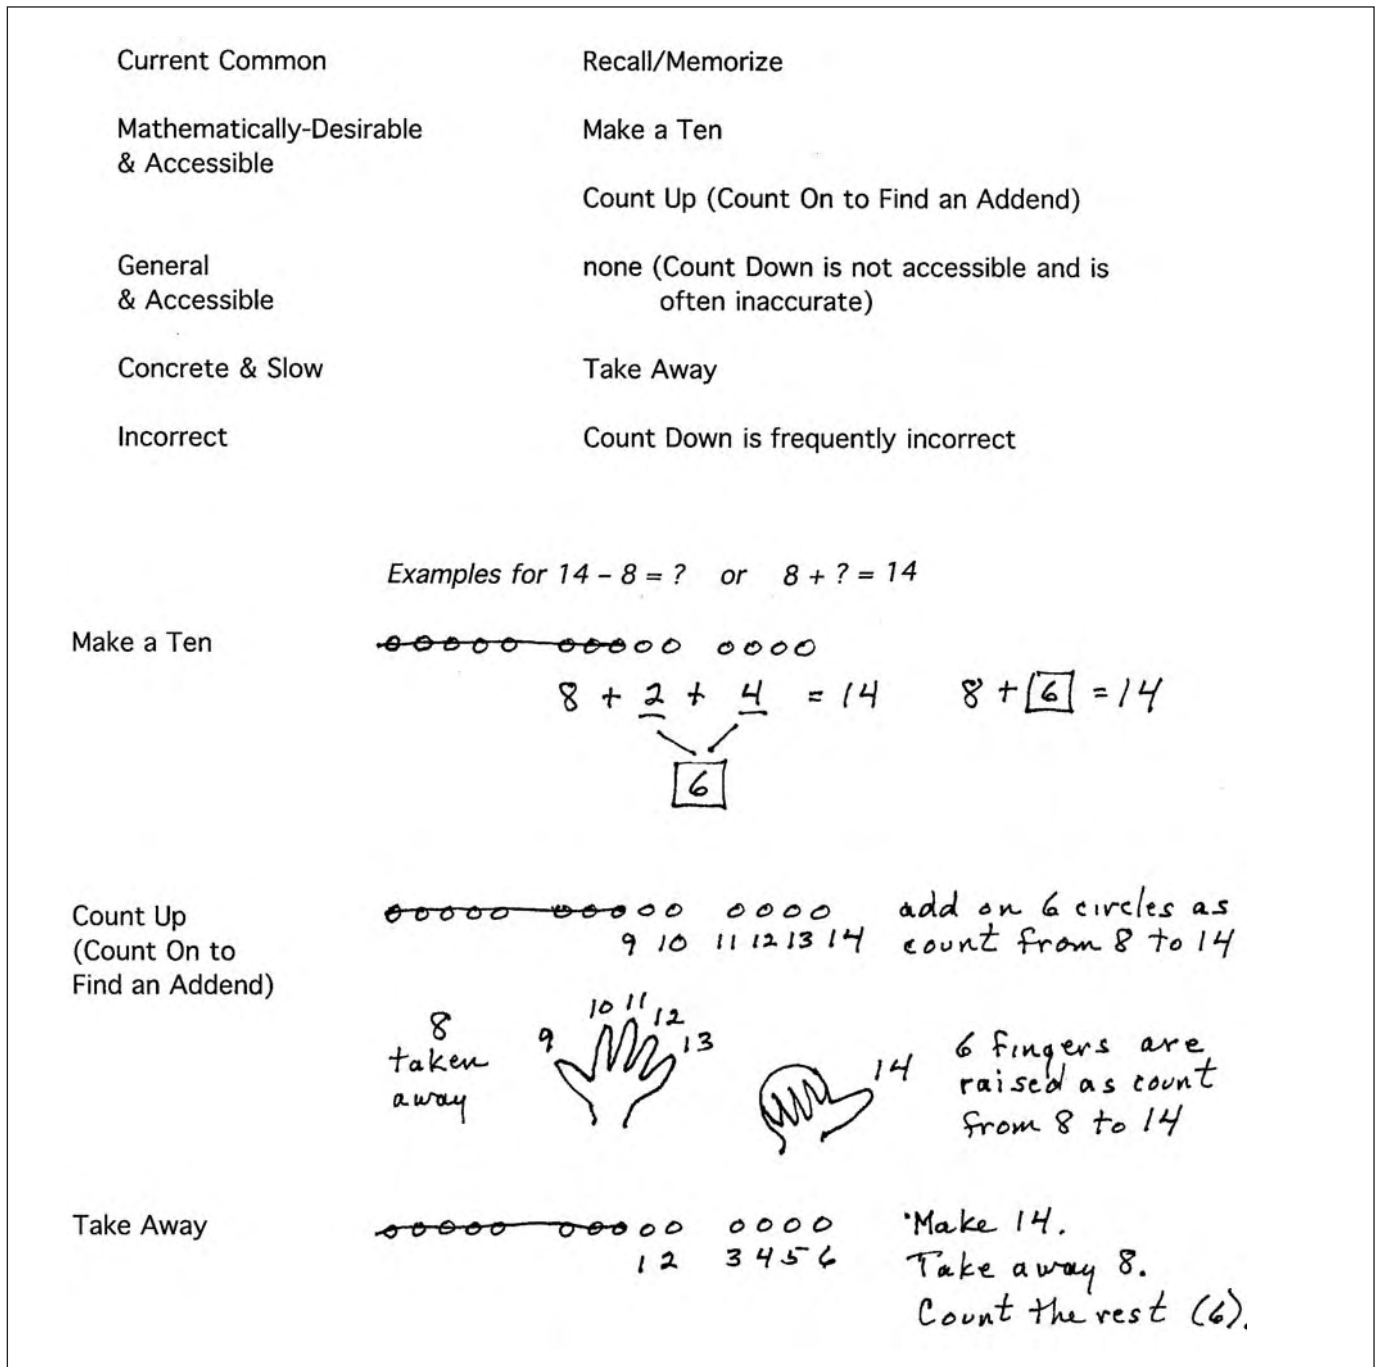 Current Common Recall/Memorize
Mathematically-Desirable Make a Ten
& Accessible
Count Up (Count On to Find an Addend)
General none (Count Down is not accessible and is
& Accessible often inaccurate)
Concrete & Slow Take Away
Incorrect Count Down is frequently incorrect
Examples for 14 – 8 = ? or 8 + ? = 14
Make a Ten
8 + 2 + 4 = 14 8 + 6 = 14
6
Count Up add on 6 circles as
(Count On to 9 10 11 12 13 14 count from 8 to 14
Find an Addend)
8 taken away
9 10 11 12 13
14
6 fingers are
raised as count
from 8 to 14
Take Away Make 14.
1 2 3 4 5 6 Take away 8.
Count the rest (6).